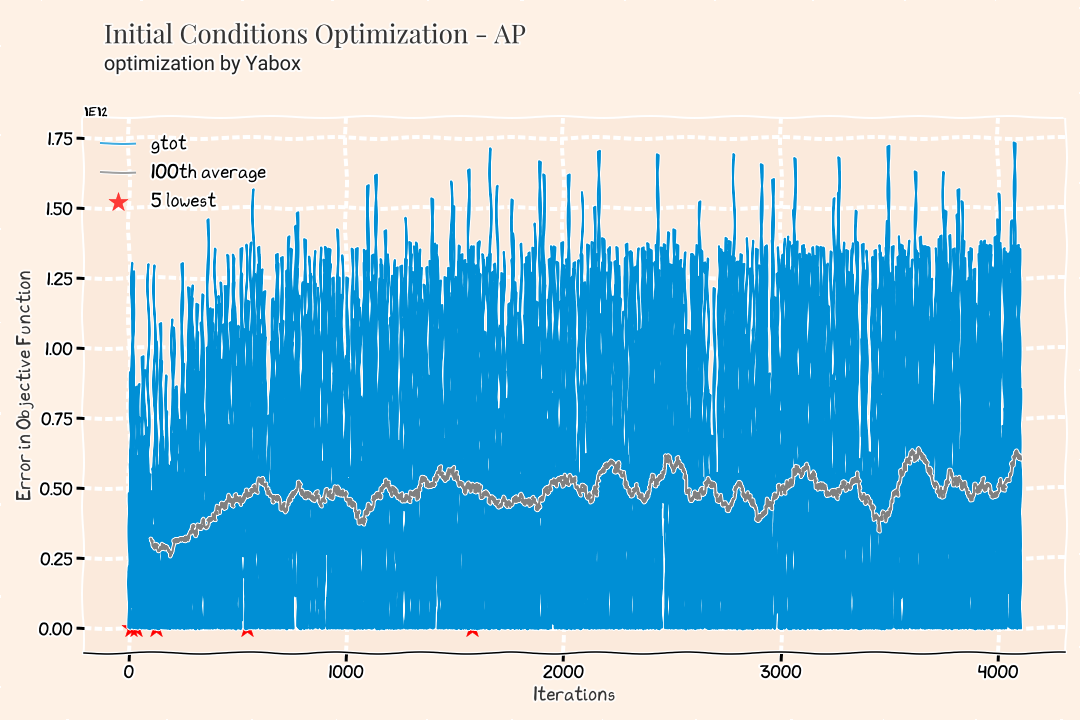 Initial Conditions Optimization - AP
optimization by Yabox
1E12
1.75
1.50
1.25
1.00
0.75
0.50
0.25
0.00
gtot
100th average
5 lowest
Error in Objective Function
0 1000 2000 3000 4000
Iterations